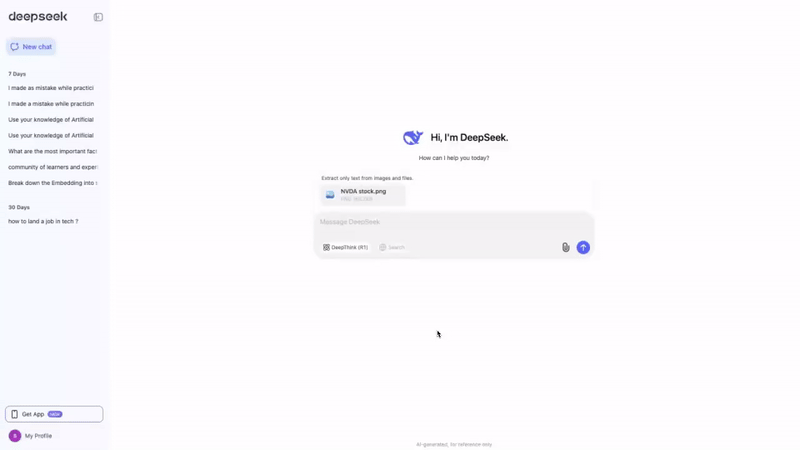 deepseek
New chat
7 Days
I made as mistake while practici
I made a mistake while practicin
Use your knowledge of Artificial
Use your knowledge of Artificial
What are the most important fac
community of learners and exper
Break down the Embedding into s
30 Days
how to land a job in tech ?
Get App
My Profile
Hi, I'm DeepSeek.
How can I help you today?
Extract only text from images and files.
NVDA stock.png
Message DeepSeek
DeepThink (R1)
Search
AI-generated, for reference only